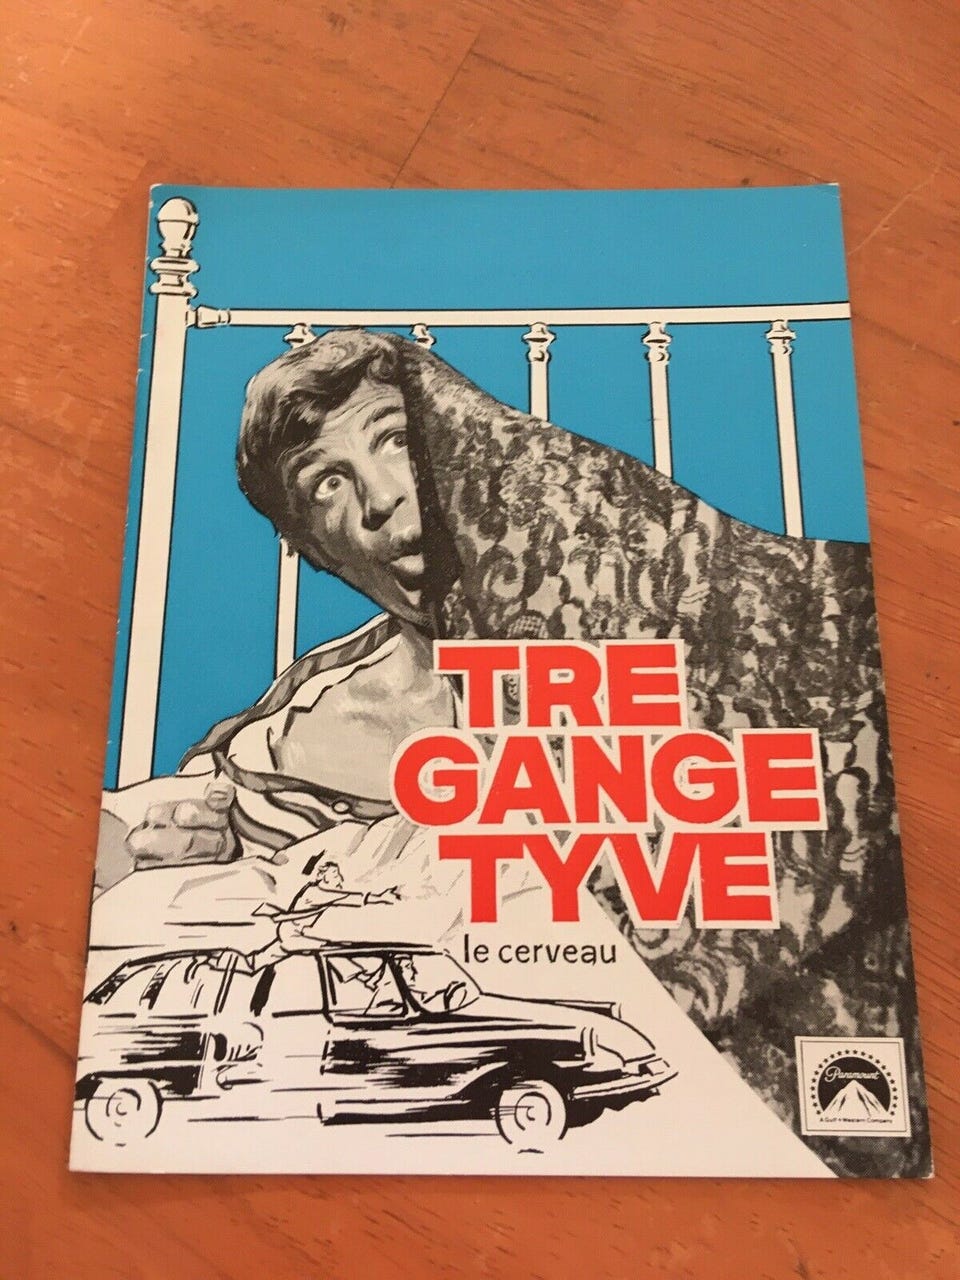 TRE
GANGE
TYVE
le cerveau
Paramount
A Gulf + Western Company